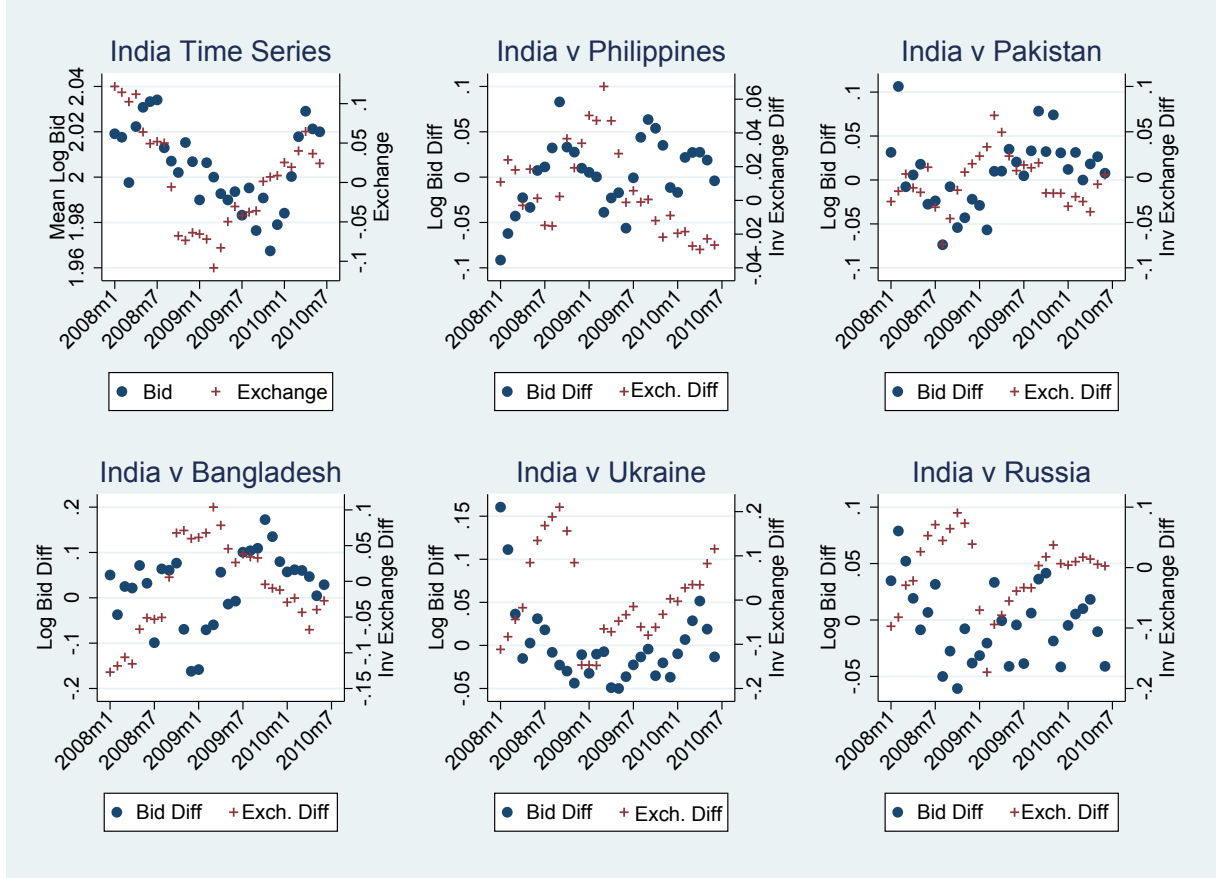 India Time Series
Mean Log Bid
1.96 1.98 2 2.02 2.04
-.1 -.05 0 .05 .1
Exchange
2008m1 2008m7 2009m1 2009m7 2010m1 2010m7
Bid Exchange
India v Philippines
Log Bid Diff
-.1 -.05 0 .05 .1
-.04 -.02 0 .02 .04 .06
Inv Exchange Diff
2008m1 2008m7 2009m1 2009m7 2010m1 2010m7
Bid Diff Exch. Diff
India v Pakistan
Log Bid Diff
-.1 -.05 0 .05 .1
-.1 -.05 0 .05 .1
Inv Exchange Diff
2008m1 2008m7 2009m1 2009m7 2010m1 2010m7
Bid Diff Exch. Diff
India v Bangladesh
Log Bid Diff
-.2 -.1 0 .1 .2
-.15 -.1 -.05 0 .05 .1
Inv Exchange Diff
2008m1 2008m7 2009m1 2009m7 2010m1 2010m7
Bid Diff Exch. Diff
India v Ukraine
Log Bid Diff
-.05 0 .05 .1 .15
-.2 -.1 0 .1 .2
Inv Exchange Diff
2008m1 2008m7 2009m1 2009m7 2010m1 2010m7
Bid Diff Exch. Diff
India v Russia
Log Bid Diff
-.05 0 .05 .1
-.2 -.1 0 .1
Inv Exchange Diff
2008m1 2008m7 2009m1 2009m7 2010m1 2010m7
Bid Diff Exch. Diff